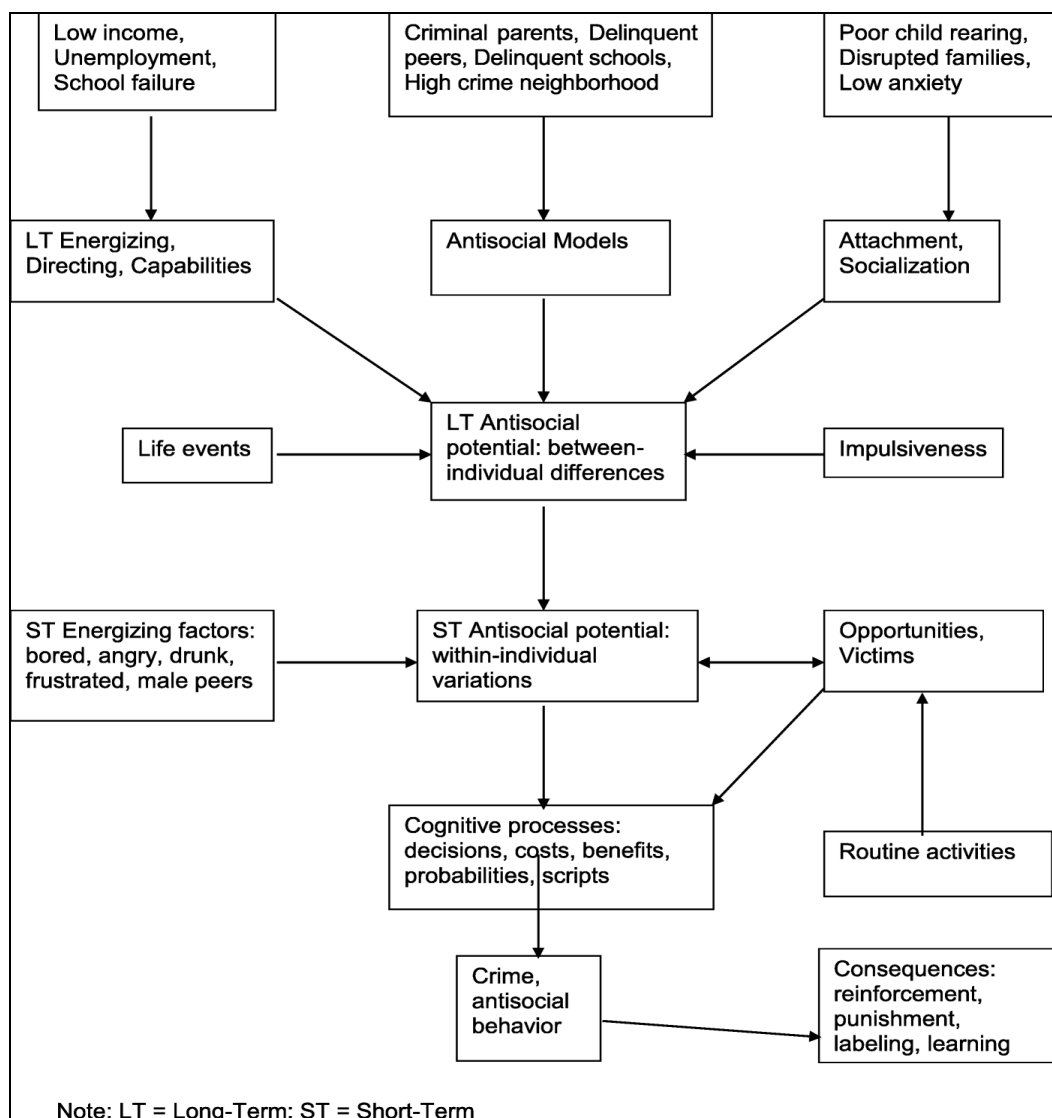 Low income,
Unemployment,
School failure
Criminal parents, Delinquent
peers, Delinquent schools,
High crime neighborhood
Poor child rearing,
Disrupted families,
Low anxiety
LT Energizing,
Directing, Capabilities
Antisocial Models
Attachment,
Socialization
Life events
LT Antisocial
potential: between-
individual differences
Impulsiveness
ST Energizing factors:
bored, angry, drunk,
frustrated, male peers
ST Antisocial potential:
within-individual
variations
Opportunities,
Victims
Cognitive processes:
decisions, costs, benefits,
probabilities, scripts
Routine activities
Crime,
antisocial
behavior
Consequences:
reinforcement,
punishment,
labeling, learning
Note: LT = Long-Term; ST = Short-Term